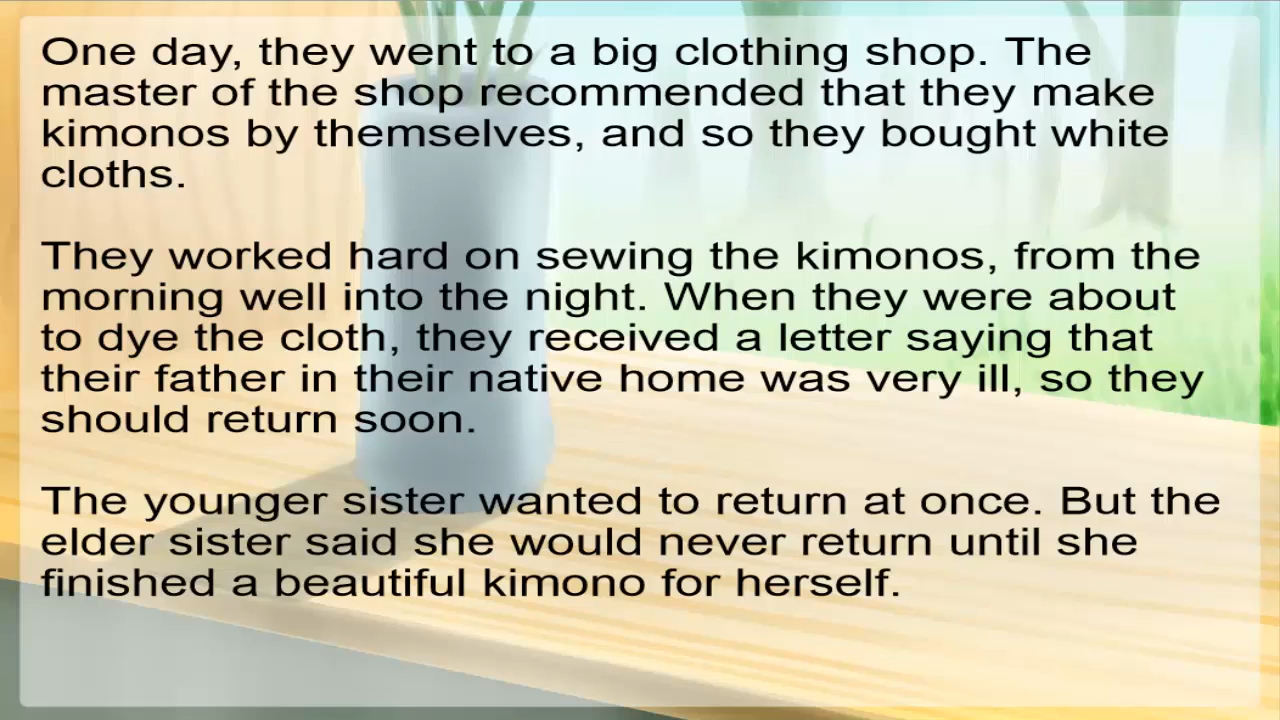 One day, they went to a big clothing shop. The
master of the shop recommended that they make
kimonos by themselves, and so they bought white
cloths.
They worked hard on sewing the kimonos, from the
morning well into the night. When they were about
to dye the cloth, they received a letter saying that
their father in their native home was very ill, so they
should return soon.
The younger sister wanted to return at once. But the
elder sister said she would never return until she
finished a beautiful kimono for herself.